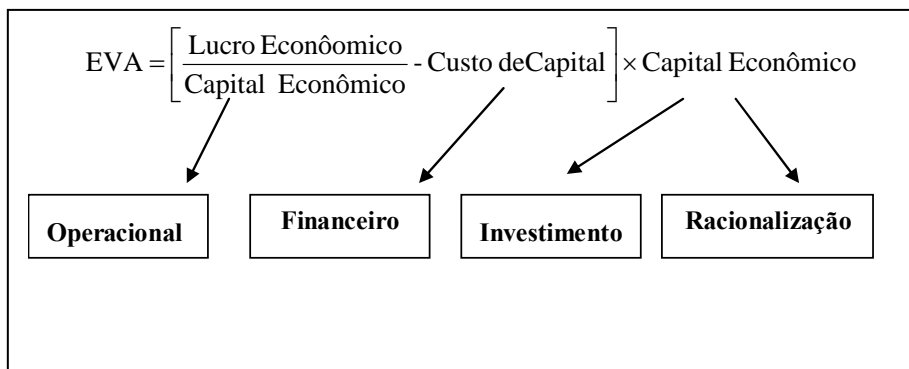 EVA = [ Lucro Econôomico / Capital Econômico - Custo deCapital ] × Capital Econômico
Operacional Financeiro Investimento Racionalização